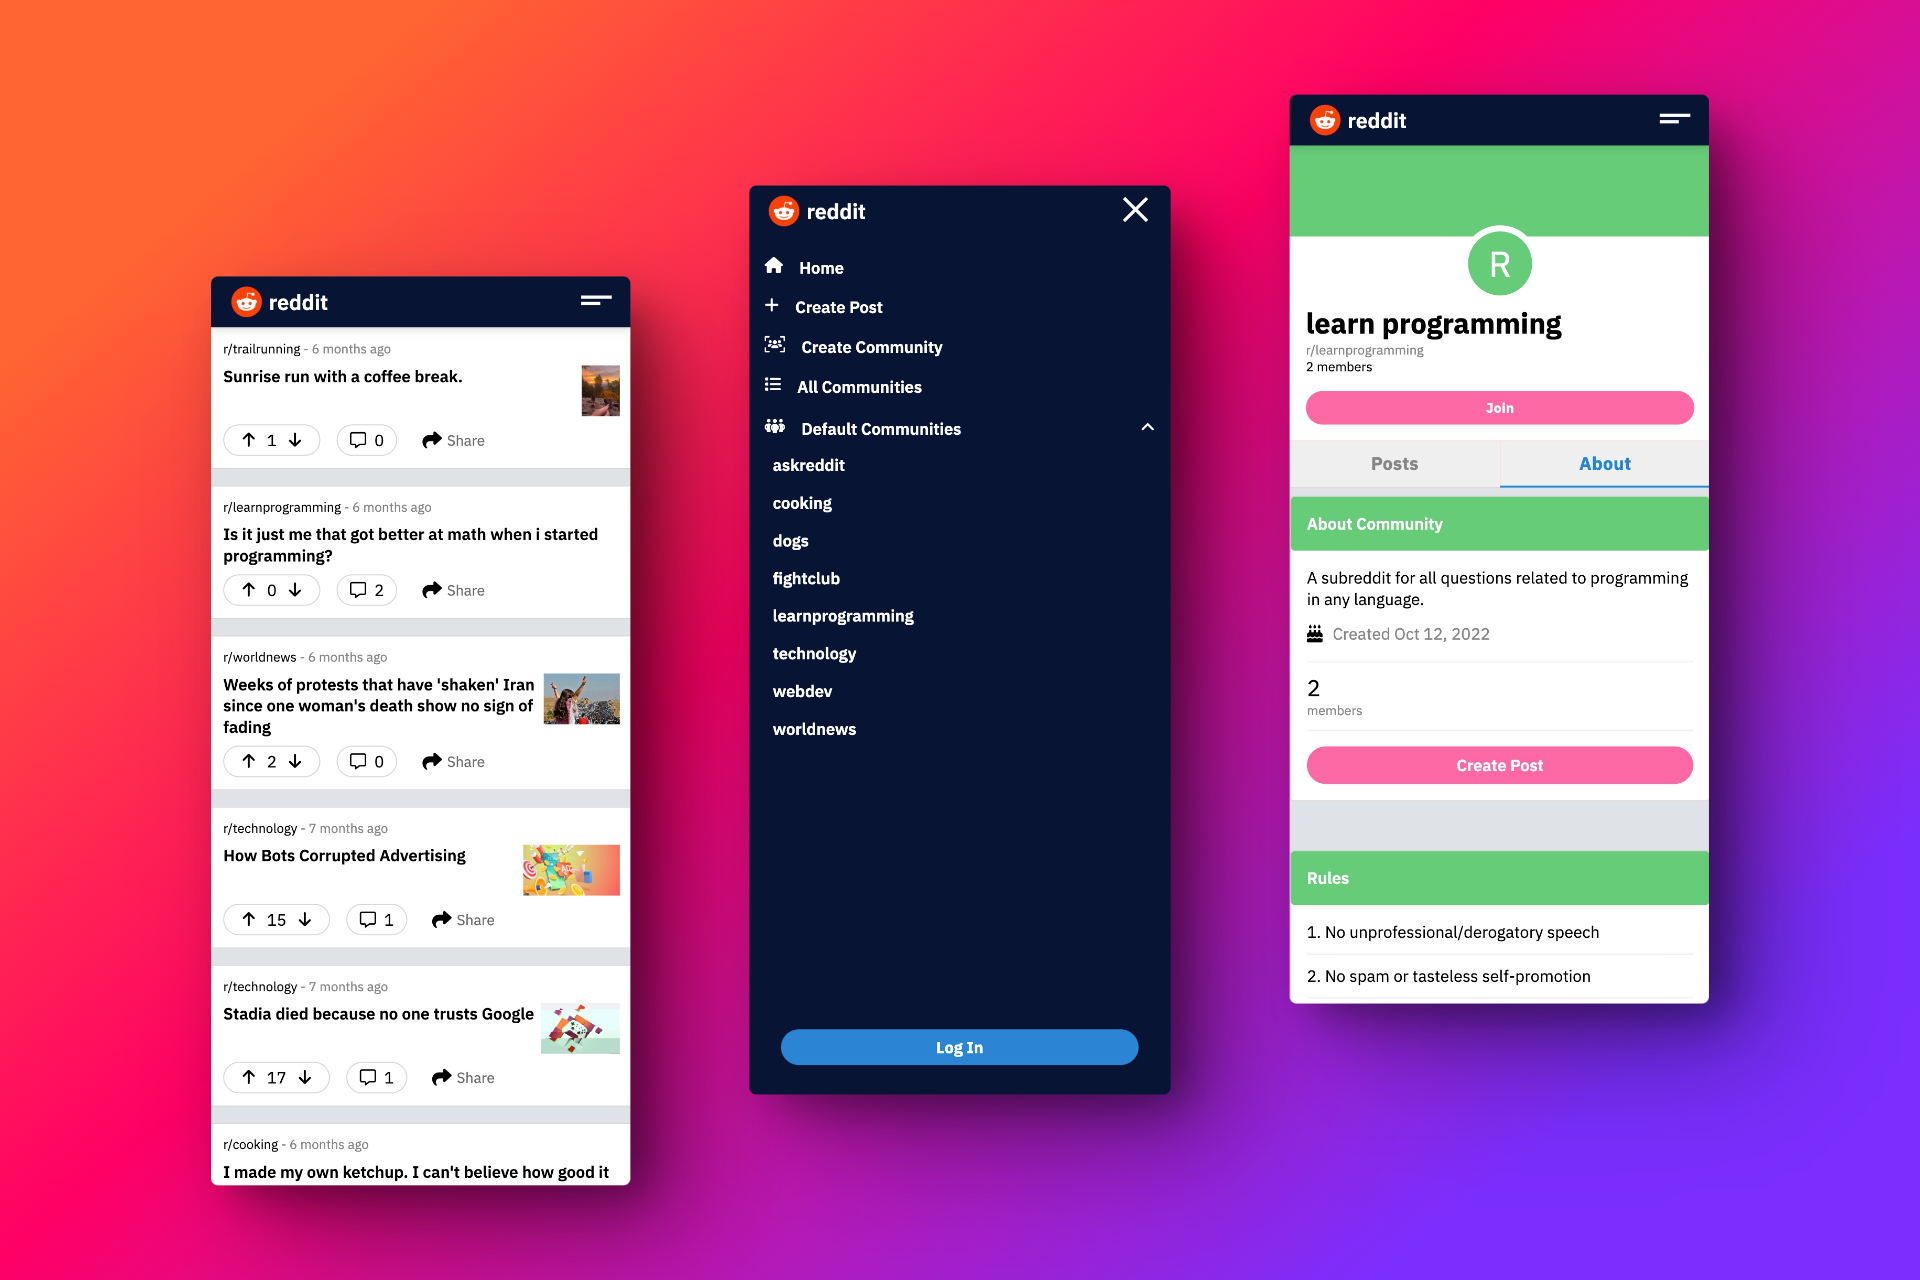 reddit
r/trailrunning - 6 months ago
Sunrise run with a coffee break.
1
0
Share
r/learnprogramming - 6 months ago
Is it just me that got better at math when i started
programming?
0
2
Share
r/worldnews - 6 months ago
Weeks of protests that have 'shaken' Iran
since one woman's death show no sign of
fading
2
0
Share
r/technology - 7 months ago
How Bots Corrupted Advertising
15
1
Share
r/technology - 7 months ago
Stadia died because no one trusts Google
17
1
Share
r/cooking - 6 months ago
I made my own ketchup. I can't believe how good it
reddit
Home
Create Post
Create Community
All Communities
Default Communities
askreddit
cooking
dogs
fightclub
learnprogramming
technology
webdev
worldnews
Log In
reddit
R
learn programming
r/learnprogramming
2 members
Join
Posts
About
About Community
A subreddit for all questions related to programming
in any language.
Created Oct 12, 2022
2
members
Create Post
Rules
1. No unprofessional/derogatory speech
2. No spam or tasteless self-promotion